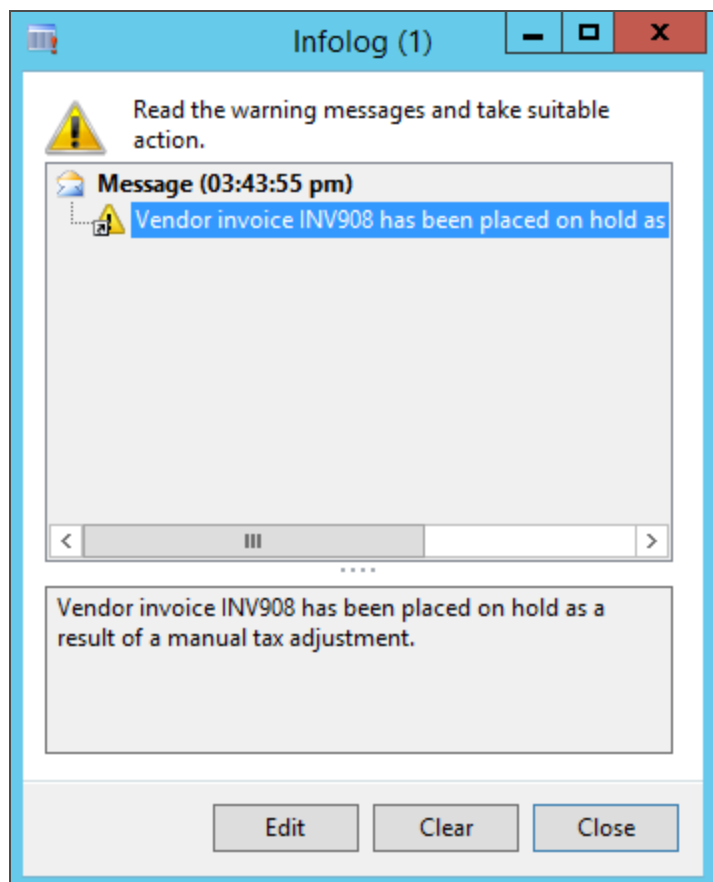 Infolog (1)
Read the warning messages and take suitable
action.
Message (03:43:55 pm)
Vendor invoice INV908 has been placed on hold as
Vendor invoice INV908 has been placed on hold as a
result of a manual tax adjustment.
Edit
Clear
Close